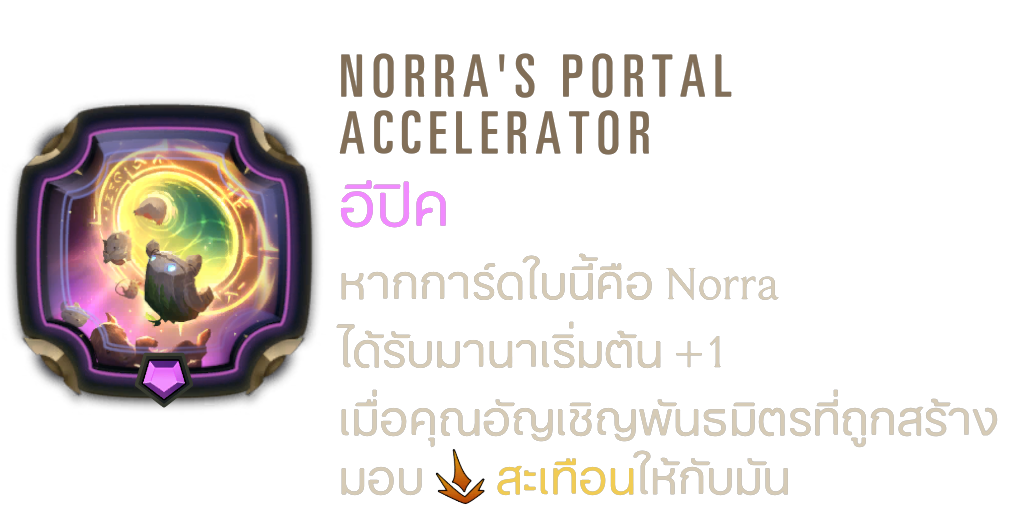 NORRA'S PORTAL
ACCELERATOR
อีปิค
หากการ์ดใบนี้คือ Norra
ได้รับมานาเริ่มต้น +1
เมื่อคุณอัญเชิญพันธมิตรที่ถูกสร้าง
มอบ สะเทือนให้กับมัน